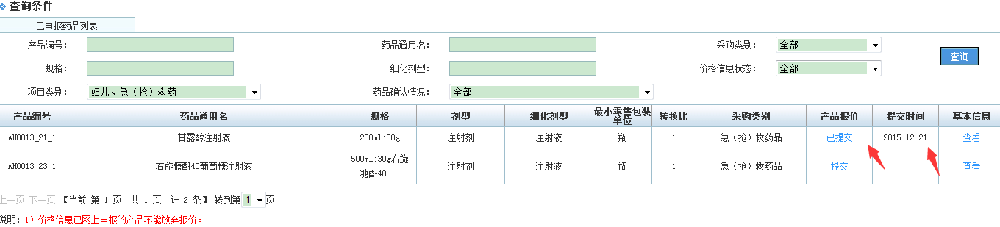 查询条件
已申报药品列表
产品编号： 药品通用名： 采购类别： 全部
查询
规格： 细化剂型： 价格信息状态： 全部
项目类别： 妇儿、急（抢）救药 药品确认情况： 全部
产品编号 药品通用名 规格 剂型 细化剂型 最小零售包装单位 转换比 采购类别 产品报价 提交时间 基本信息
AH0013_21_1 甘露醇注射液 250ml:50g 注射剂 注射液 瓶 1 急（抢）救药品 已提交 2015-12-21 查看
AH0013_23_1 右旋糖酐40葡萄糖注射液 500ml:30g右旋糖酐40... 注射剂 注射液 瓶 1 急（抢）救药品 提交 查看
上一页 下一页 【当前 第 1 页 共 1 页 计 2 条】 转到第 1 页
说明：1）价格信息已网上申报的产品不能放弃报价。